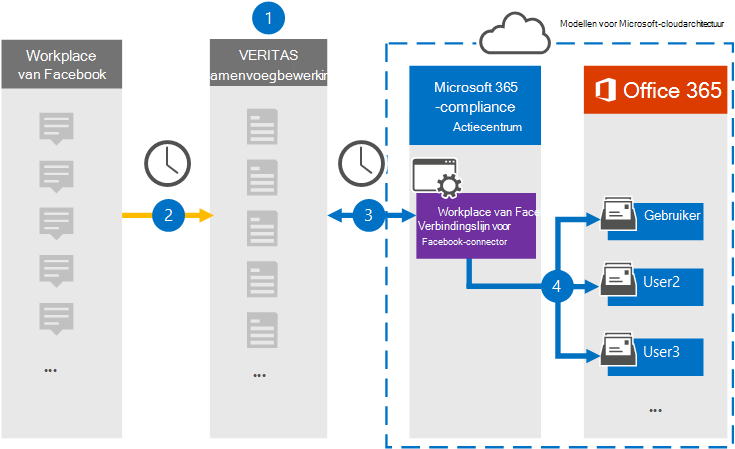 1
Modellen voor Microsoft-cloudarchtectuur
Workplace
van Facebook
VERITAS
amenvoegbewerkin
Microsoft 365
-compliance
Actiecentrum
Office 365
2
3
Workplace van Face
Verbindingslijn voor
Facebook-connector
4
Gebruiker
User2
User3
...
...
...